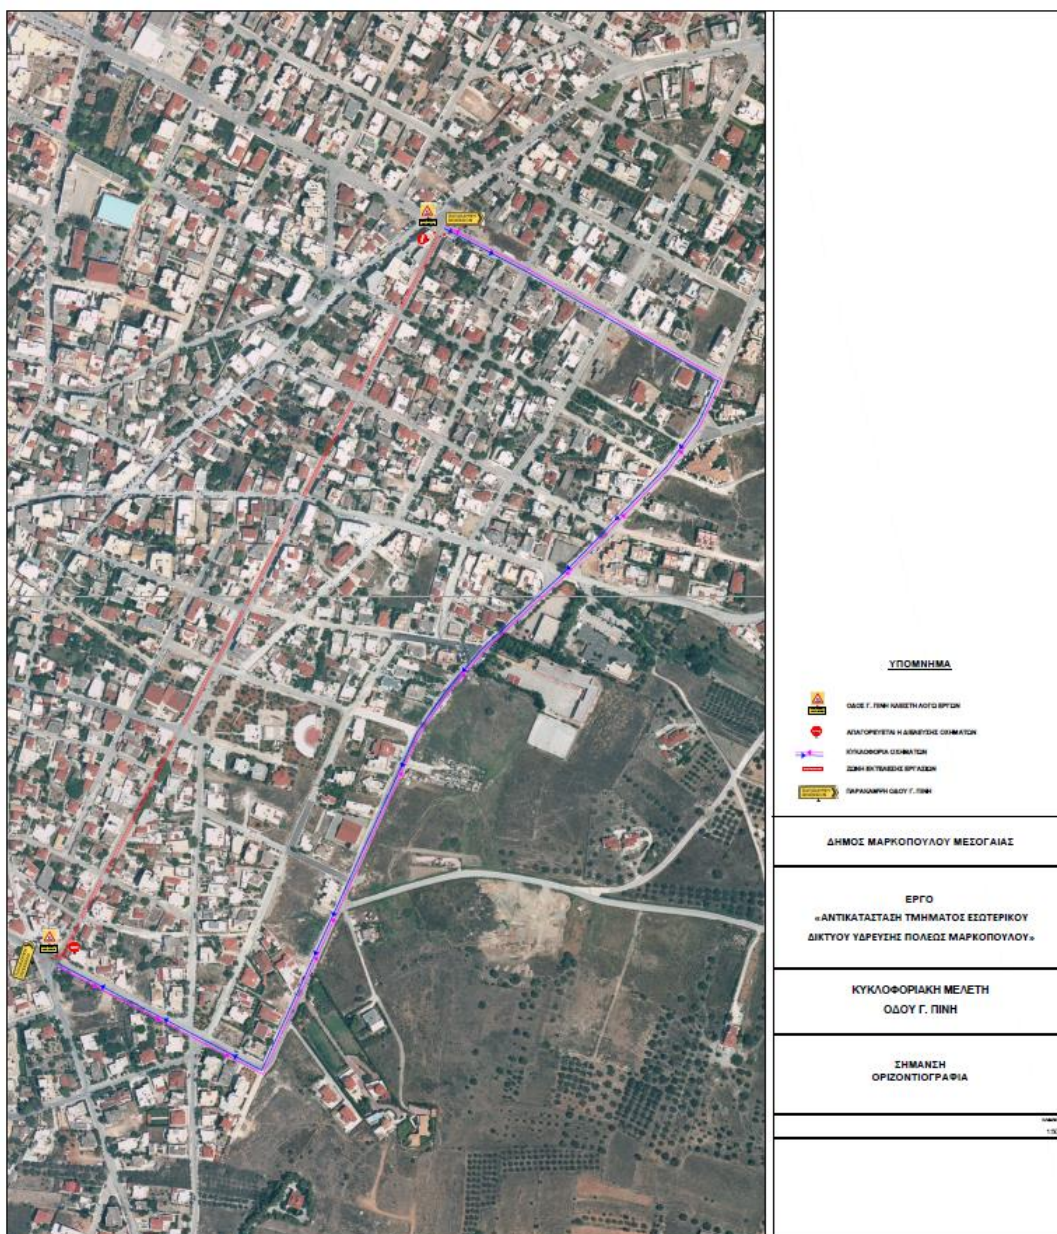 ΥΠΟΜΝΗΜΑ
ΟΔΟΣ Γ. ΠΙΝΗ ΚΛΕΙΣΤΗ ΛΟΓΩ ΕΡΓΩΝ
ΑΠΑΓΟΡΕΥΕΤΑΙ Η ΔΙΕΛΕΥΣΗΣ ΟΧΗΜΑΤΩΝ
ΚΥΚΛΟΦΟΡΙΑ ΟΧΗΜΑΤΩΝ
ΖΩΝΗ ΕΚΤΕΛΕΣΗΣ ΕΡΓΑΣΙΩΝ
ΠΑΡΑΚΑΜΨΗ ΟΔΟΥ Γ. ΠΙΝΗ
ΔΗΜΟΣ ΜΑΡΚΟΠΟΥΛΟΥ ΜΕΣΟΓΑΙΑΣ
ΕΡΓΟ
«ΑΝΤΙΚΑΤΑΣΤΑΣΗ ΤΜΗΜΑΤΟΣ ΕΣΩΤΕΡΙΚΟΥ
ΔΙΚΤΥΟΥ ΥΔΡΕΥΣΗΣ ΠΟΛΕΩΣ ΜΑΡΚΟΠΟΥΛΟΥ»
ΚΥΚΛΟΦΟΡΙΑΚΗ ΜΕΛΕΤΗ
ΟΔΟΥ Γ. ΠΙΝΗ
ΣΗΜΑΝΣΗ
ΟΡΙΖΟΝΤΙΟΓΡΑΦΙΑ